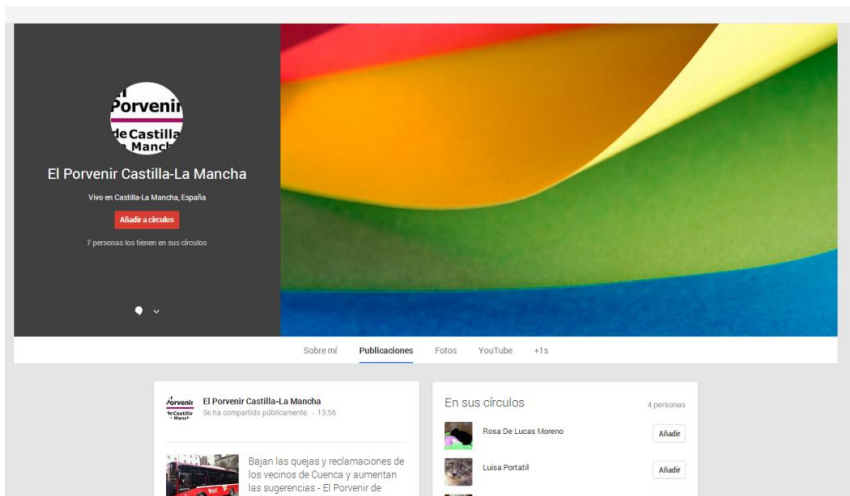 Porvenir
de Castilla
El Porvenir Castilla-La Mancha
Vivo en Castilla-La Mancha, España
Añadir a círculos
7 personas los tienen en sus círculos
Sobre mí Publicaciones Fotos YouTube +1s
El Porvenir Castilla-La Mancha
Se ha compartido públicamente. - 13:56
Bajan las quejas y reclamaciones de
los vecinos de Cuenca y aumentan
las sugerencias - El Porvenir de
En sus círculos
4 personas
Rosa De Lucas Moreno
Añadir
Luisa Portatil
Añadir